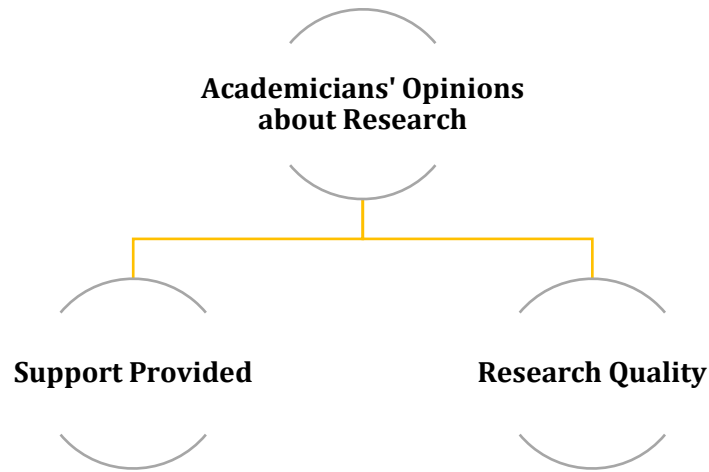 Academicians' Opinions
about Research
Support Provided
Research Quality